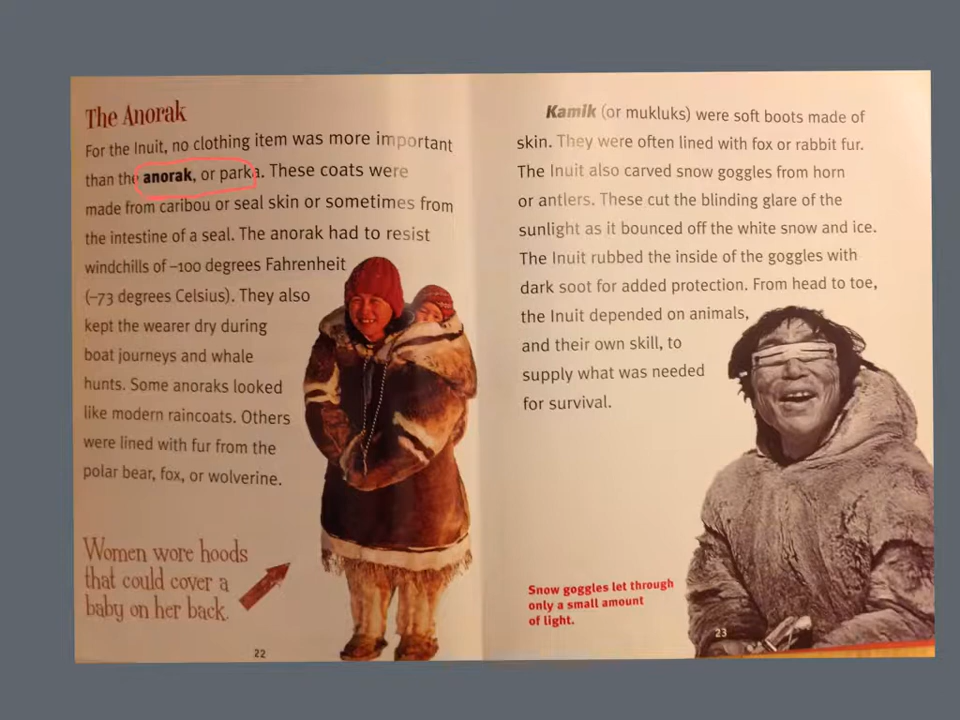 The Anorak
For the Inuit, no clothing item was more important
than the anorak, or parka. These coats were
made from caribou or seal skin or sometimes from
the intestine of a seal. The anorak had to resist
windchills of –100 degrees Fahrenheit
(–73 degrees Celsius). They also
kept the wearer dry during
boat journeys and whale
hunts. Some anoraks looked
like modern raincoats. Others
were lined with fur from the
polar bear, fox, or wolverine.
Women wore hoods
that could cover a
baby on her back.
22
Kamik (or mukluks) were soft boots made of
skin. They were often lined with fox or rabbit fur.
The Inuit also carved snow goggles from horn
or antlers. These cut the blinding glare of the
sunlight as it bounced off the white snow and ice.
The Inuit rubbed the inside of the goggles with
dark soot for added protection. From head to toe,
the Inuit depended on animals,
and their own skill, to
supply what was needed
for survival.
Snow goggles let through
only a small amount
of light.
23